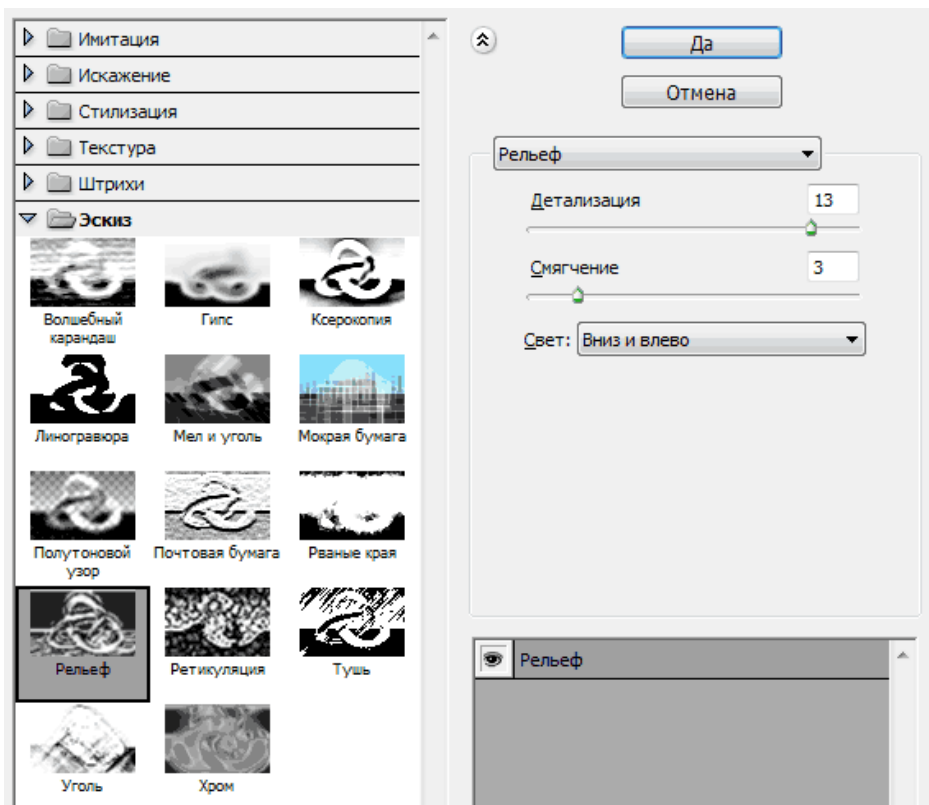 Имитация
Искажение
Стилизация
Текстура
Штрихи
Эскиз
Волшебный
карандаш
Гипс
Ксерокопия
Линогравюра
Мел и уголь
Мокрая бумага
Полутоновой
узор
Почтовая бумага
Рваные края
Рельеф
Ретикуляция
Тушь
Уголь
Хром
Да
Отмена
Рельеф
Детализация 13
Смягчение 3
Свет: Вниз и влево
Рельеф